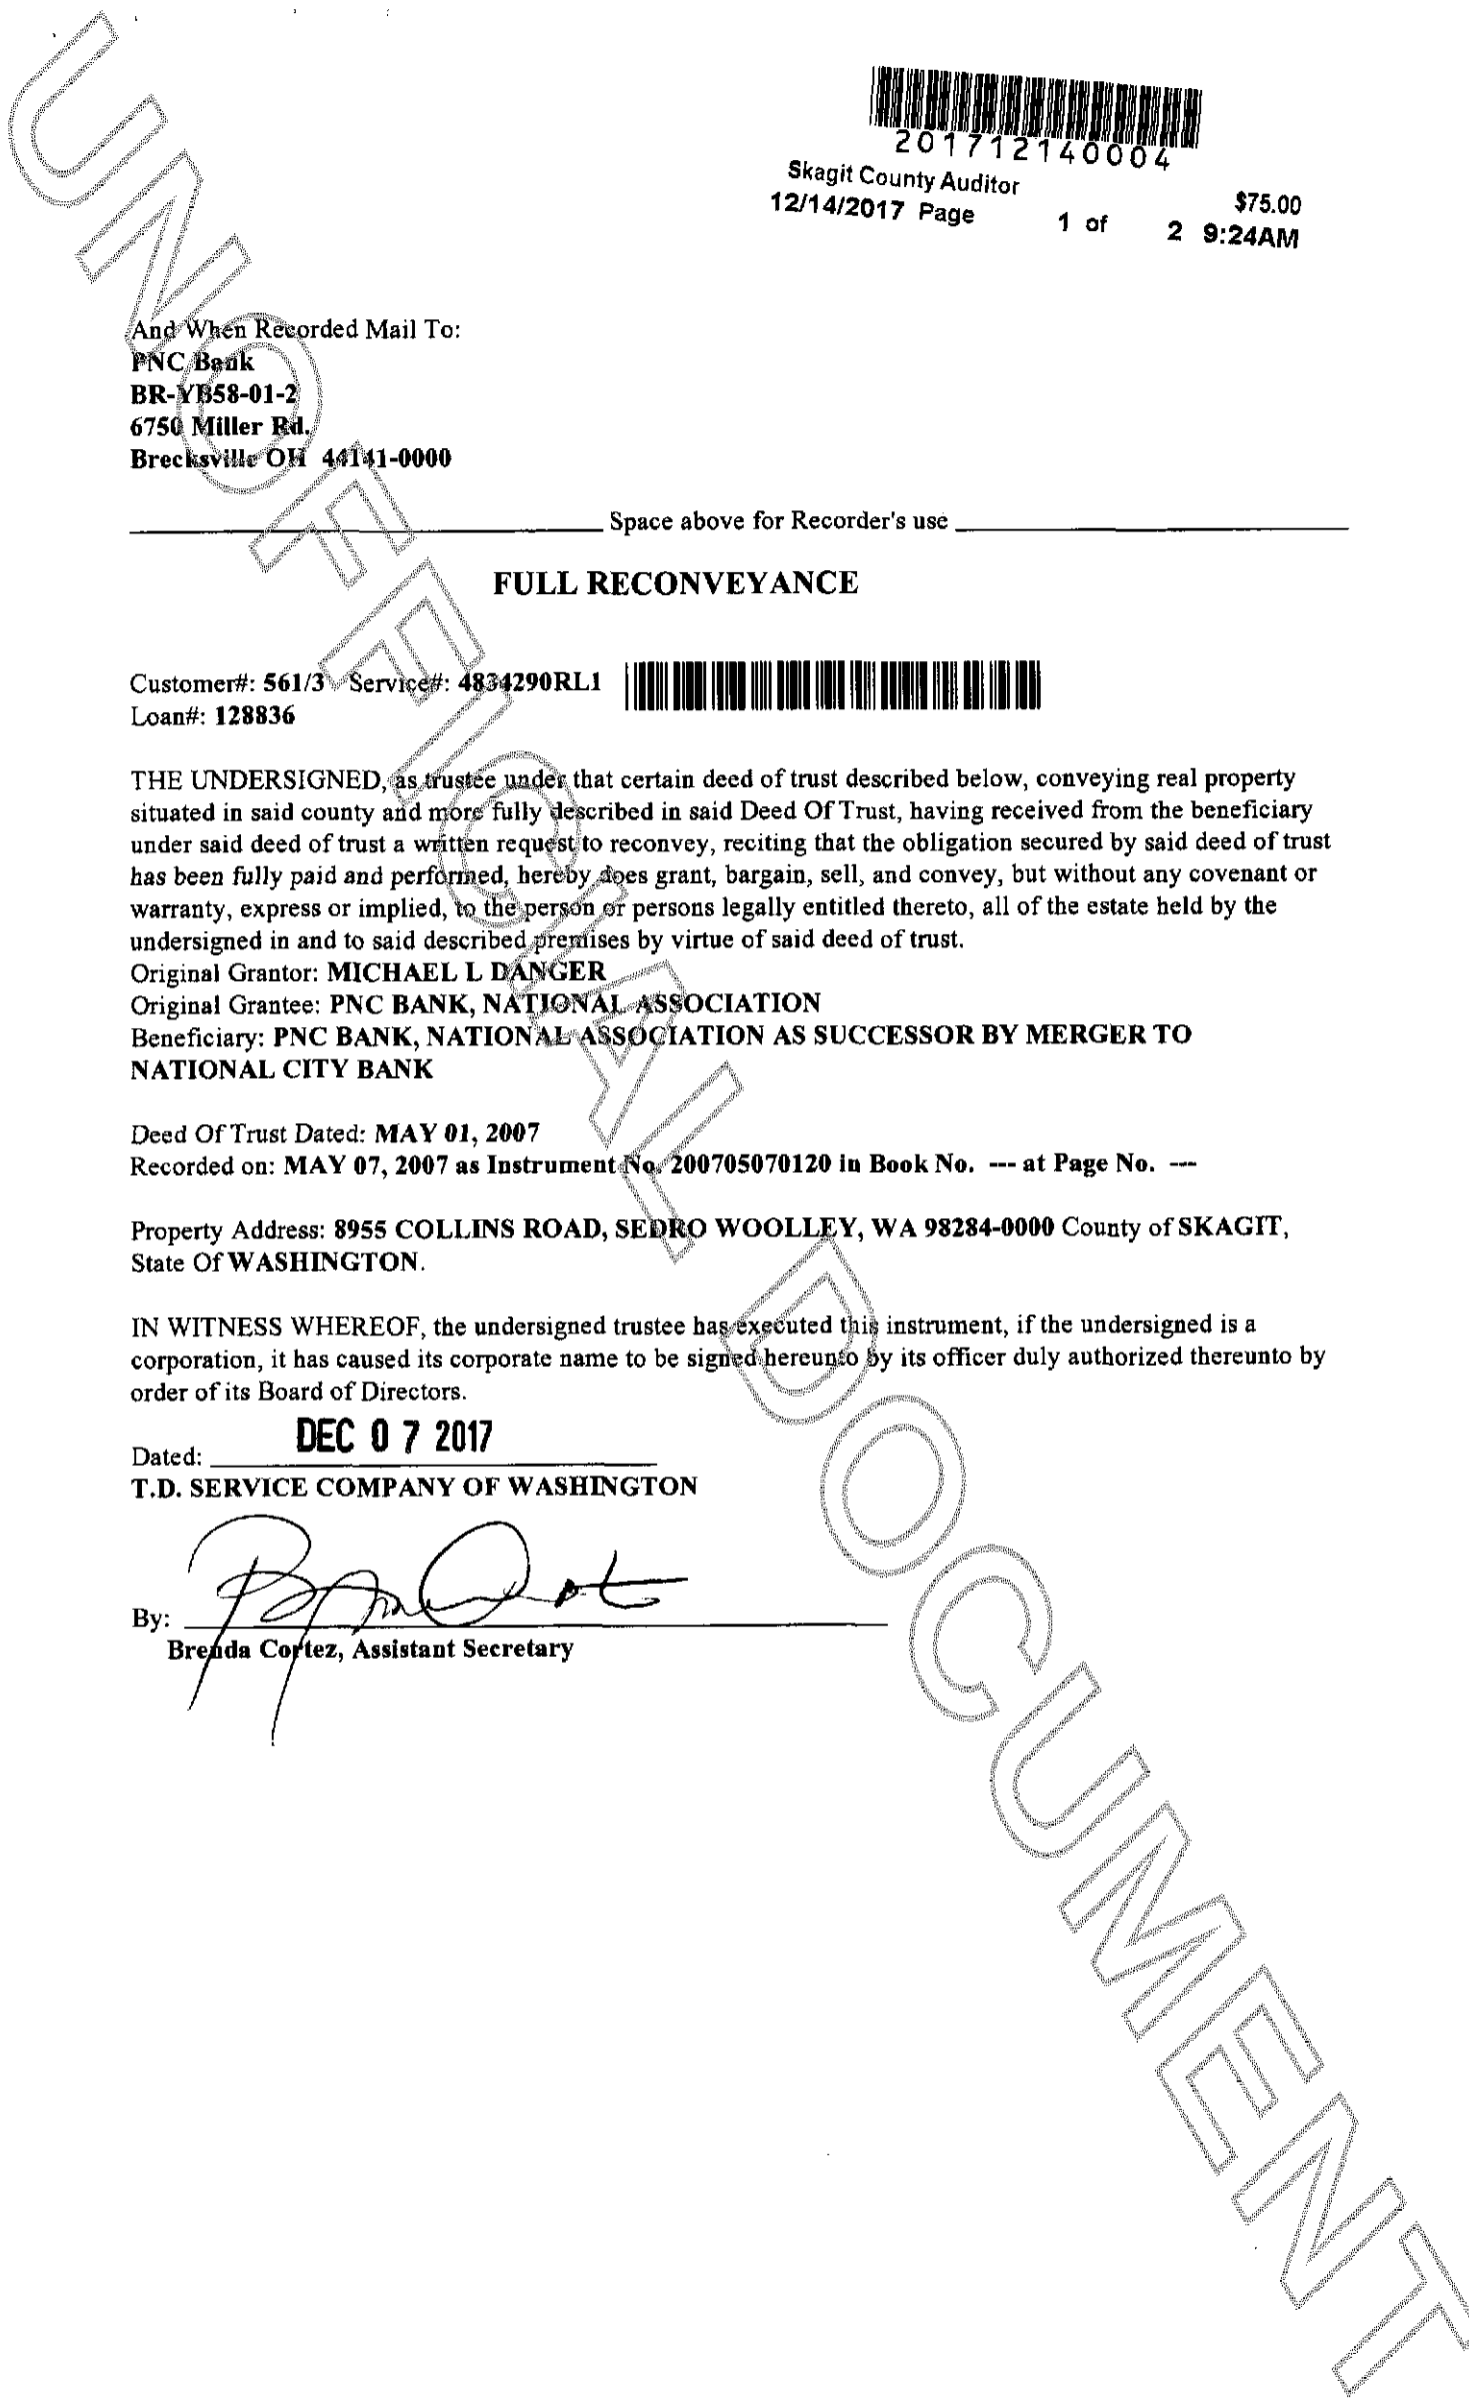 201712140004
Skagit County Auditor $75.00
12/14/2017 Page 1 of 2 9:24AM
And When Recorded Mail To:
PNC Bank
BR-YB58-01-2
6750 Miller Rd.
Brecksville OH 44141-0000
Space above for Recorder's use
FULL RECONVEYANCE
Customer#: 561/3 Service#: 4834290RL1
Loan#: 128836
THE UNDERSIGNED, as trustee under that certain deed of trust described below, conveying real property
situated in said county and more fully described in said Deed Of Trust, having received from the beneficiary
under said deed of trust a written request to reconvey, reciting that the obligation secured by said deed of trust
has been fully paid and performed, hereby does grant, bargain, sell, and convey, but without any covenant or
warranty, express or implied, to the person or persons legally entitled thereto, all of the estate held by the
undersigned in and to said described premises by virtue of said deed of trust.
Original Grantor: MICHAEL L DANGER
Original Grantee: PNC BANK, NATIONAL ASSOCIATION
Beneficiary: PNC BANK, NATIONAL ASSOCIATION AS SUCCESSOR BY MERGER TO
NATIONAL CITY BANK
Deed Of Trust Dated: MAY 01, 2007
Recorded on: MAY 07, 2007 as Instrument No. 200705070120 in Book No. --- at Page No. ---
Property Address: 8955 COLLINS ROAD, SEDRO WOOLLEY, WA 98284-0000 County of SKAGIT,
State Of WASHINGTON.
IN WITNESS WHEREOF, the undersigned trustee has executed this instrument, if the undersigned is a
corporation, it has caused its corporate name to be signed hereunto by its officer duly authorized thereunto by
order of its Board of Directors.
Dated: DEC 07 2017
T.D. SERVICE COMPANY OF WASHINGTON
By:
Brenda Cortez, Assistant Secretary
UNOFFICIAL DOCUMENT